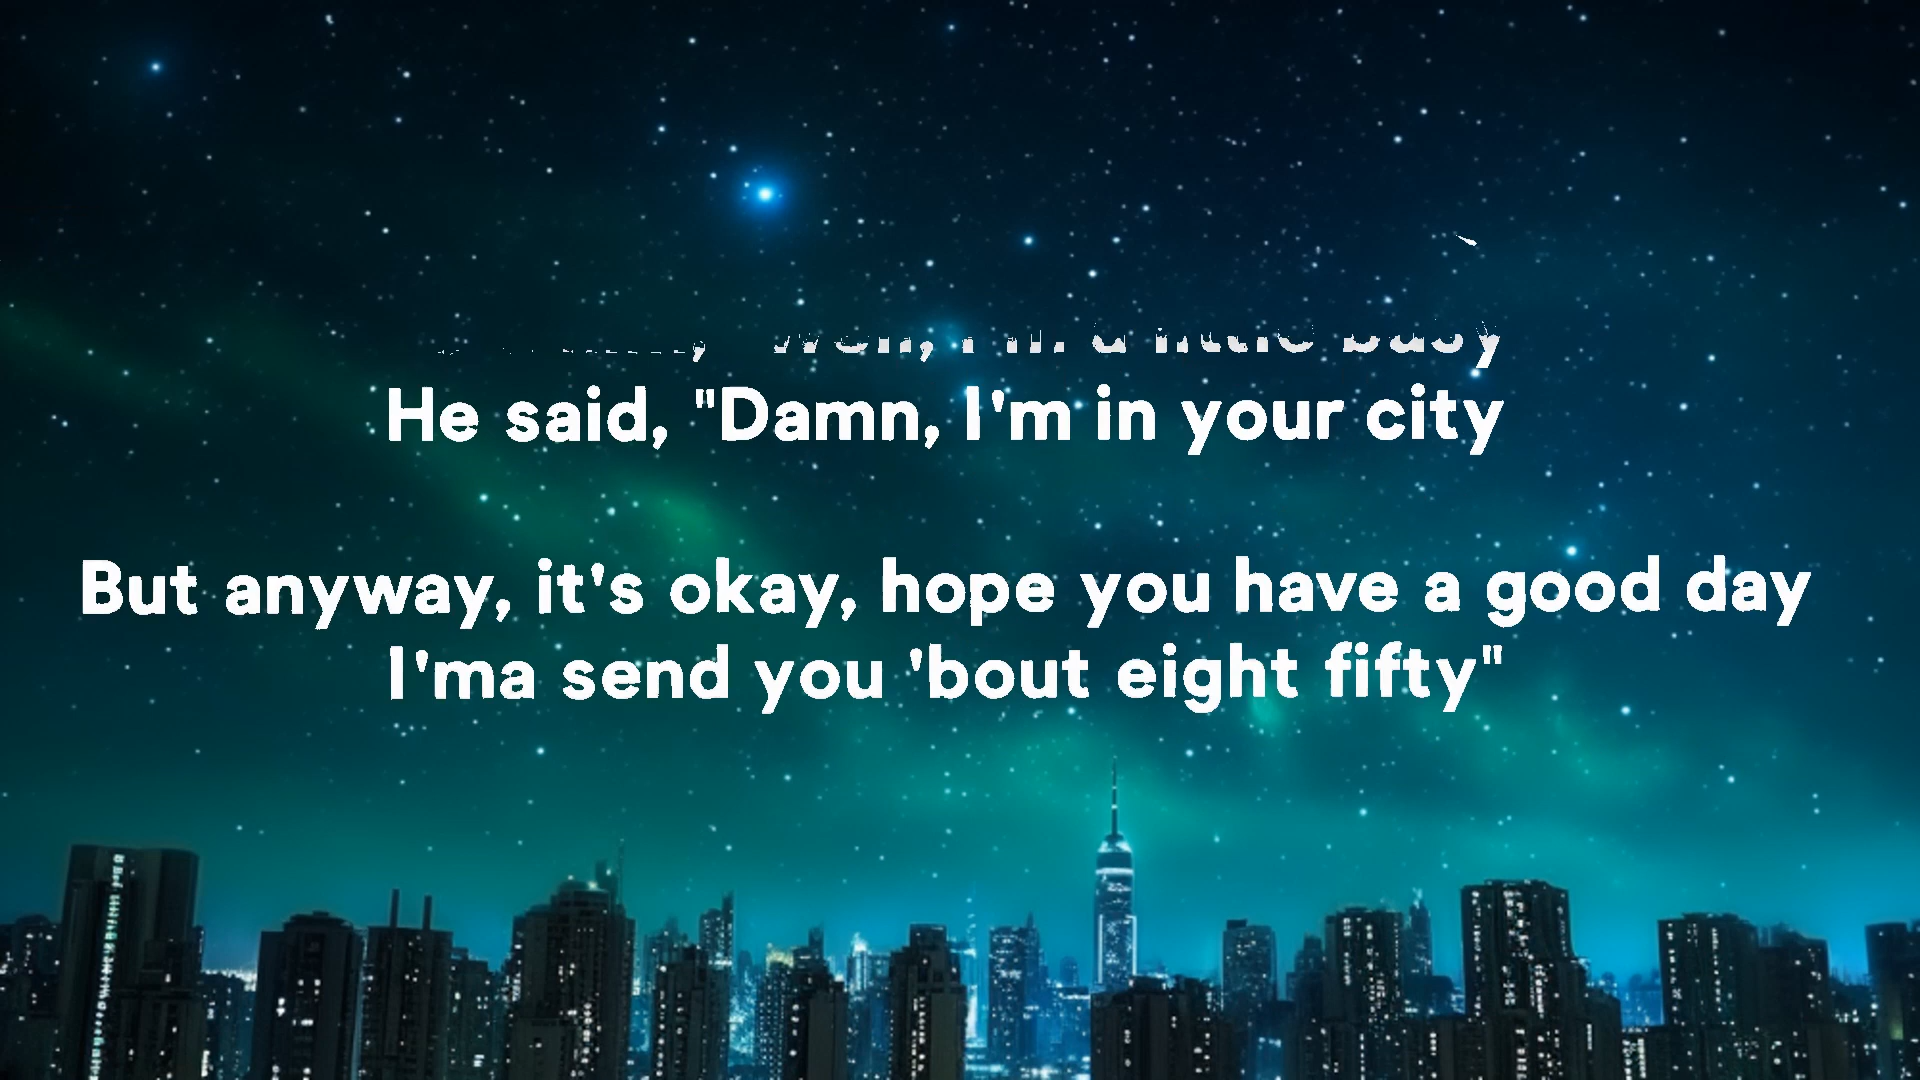 He said, "Damn, I'm in your city
But anyway, it's okay, hope you have a good day
I'ma send you 'bout eight fifty"